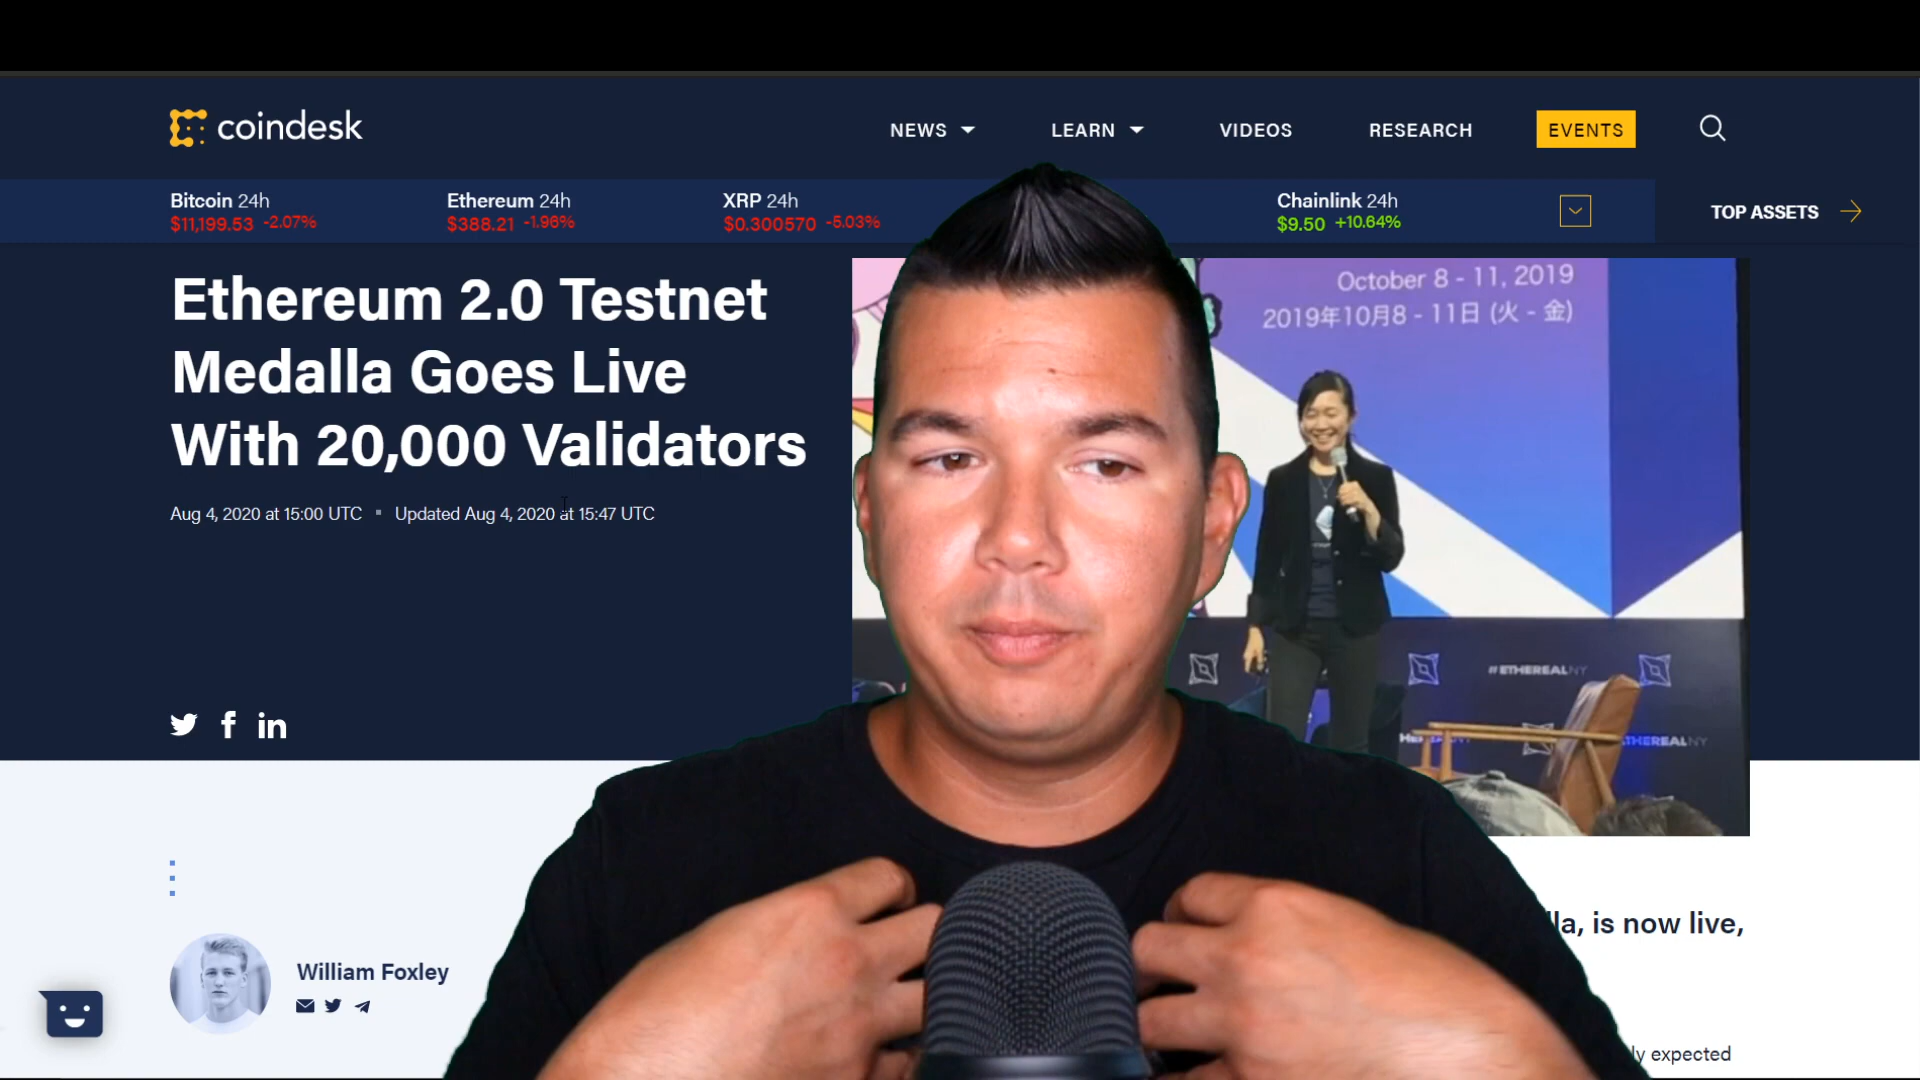 coindesk
NEWS
LEARN
VIDEOS
RESEARCH
EVENTS
Bitcoin 24h
$11,199.53 -2.07%
Ethereum 24h
$388.21 -1.96%
XRP 24h
$0.300570 -5.03%
Chainlink 24h
$9.50 +10.64%
TOP ASSETS
Ethereum 2.0 Testnet
Medalla Goes Live
With 20,000 Validators
Aug 4, 2020 at 15:00 UTC
Updated Aug 4, 2020 at 15:47 UTC
October 8 - 11, 2019
2019年10月8 - 11日 (火 - 金)
#ETHEREALNY
THEREALNY
William Foxley
la, is now live,
ly expected